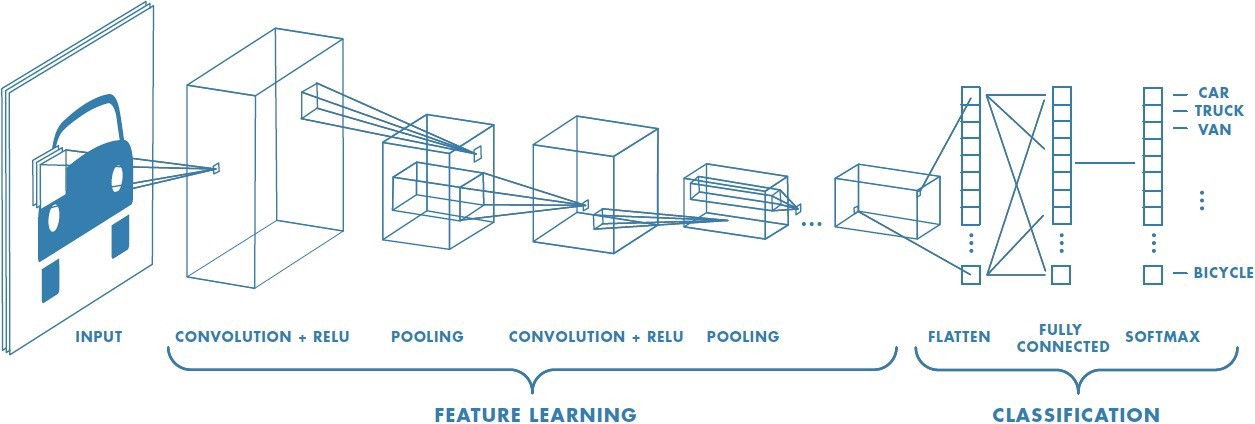 CAR
TRUCK
VAN
BICYCLE
INPUT
CONVOLUTION + RELU
POOLING
CONVOLUTION + RELU
POOLING
FLATTEN
FULLY
CONNECTED
SOFTMAX
FEATURE LEARNING
CLASSIFICATION